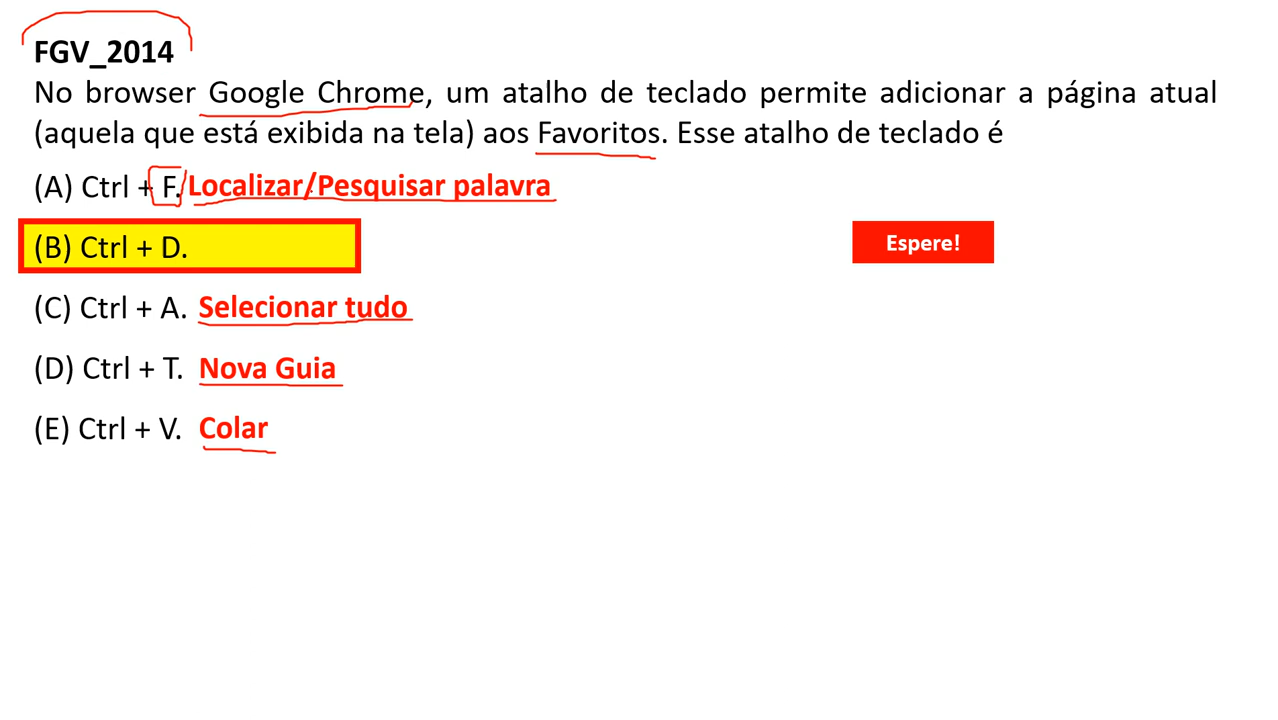 FGV_2014
No browser Google Chrome, um atalho de teclado permite adicionar a página atual
(aquela que está exibida na tela) aos Favoritos. Esse atalho de teclado é
(A) Ctrl + F. Localizar/Pesquisar palavra
(B) Ctrl + D.
Espere!
(C) Ctrl + A. Selecionar tudo
(D) Ctrl + T. Nova Guia
(E) Ctrl + V. Colar